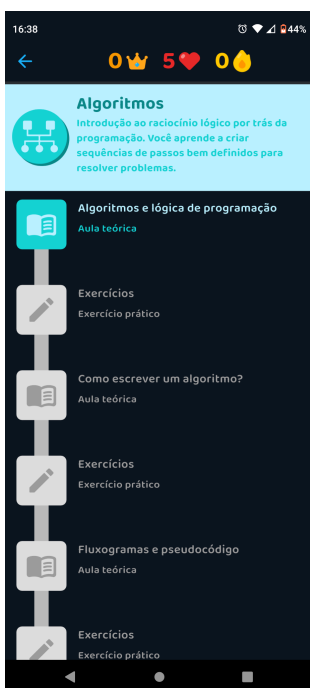 16:38
44%
0 5 0
Algoritmos
Introdução ao raciocínio lógico por trás da
programação. Você aprende a criar
sequências de passos bem definidos para
resolver problemas.
Algoritmos e lógica de programação
Aula teórica
Exercícios
Exercício prático
Como escrever um algoritmo?
Aula teórica
Exercícios
Exercício prático
Fluxogramas e pseudocódigo
Aula teórica
Exercícios
Exercício prático